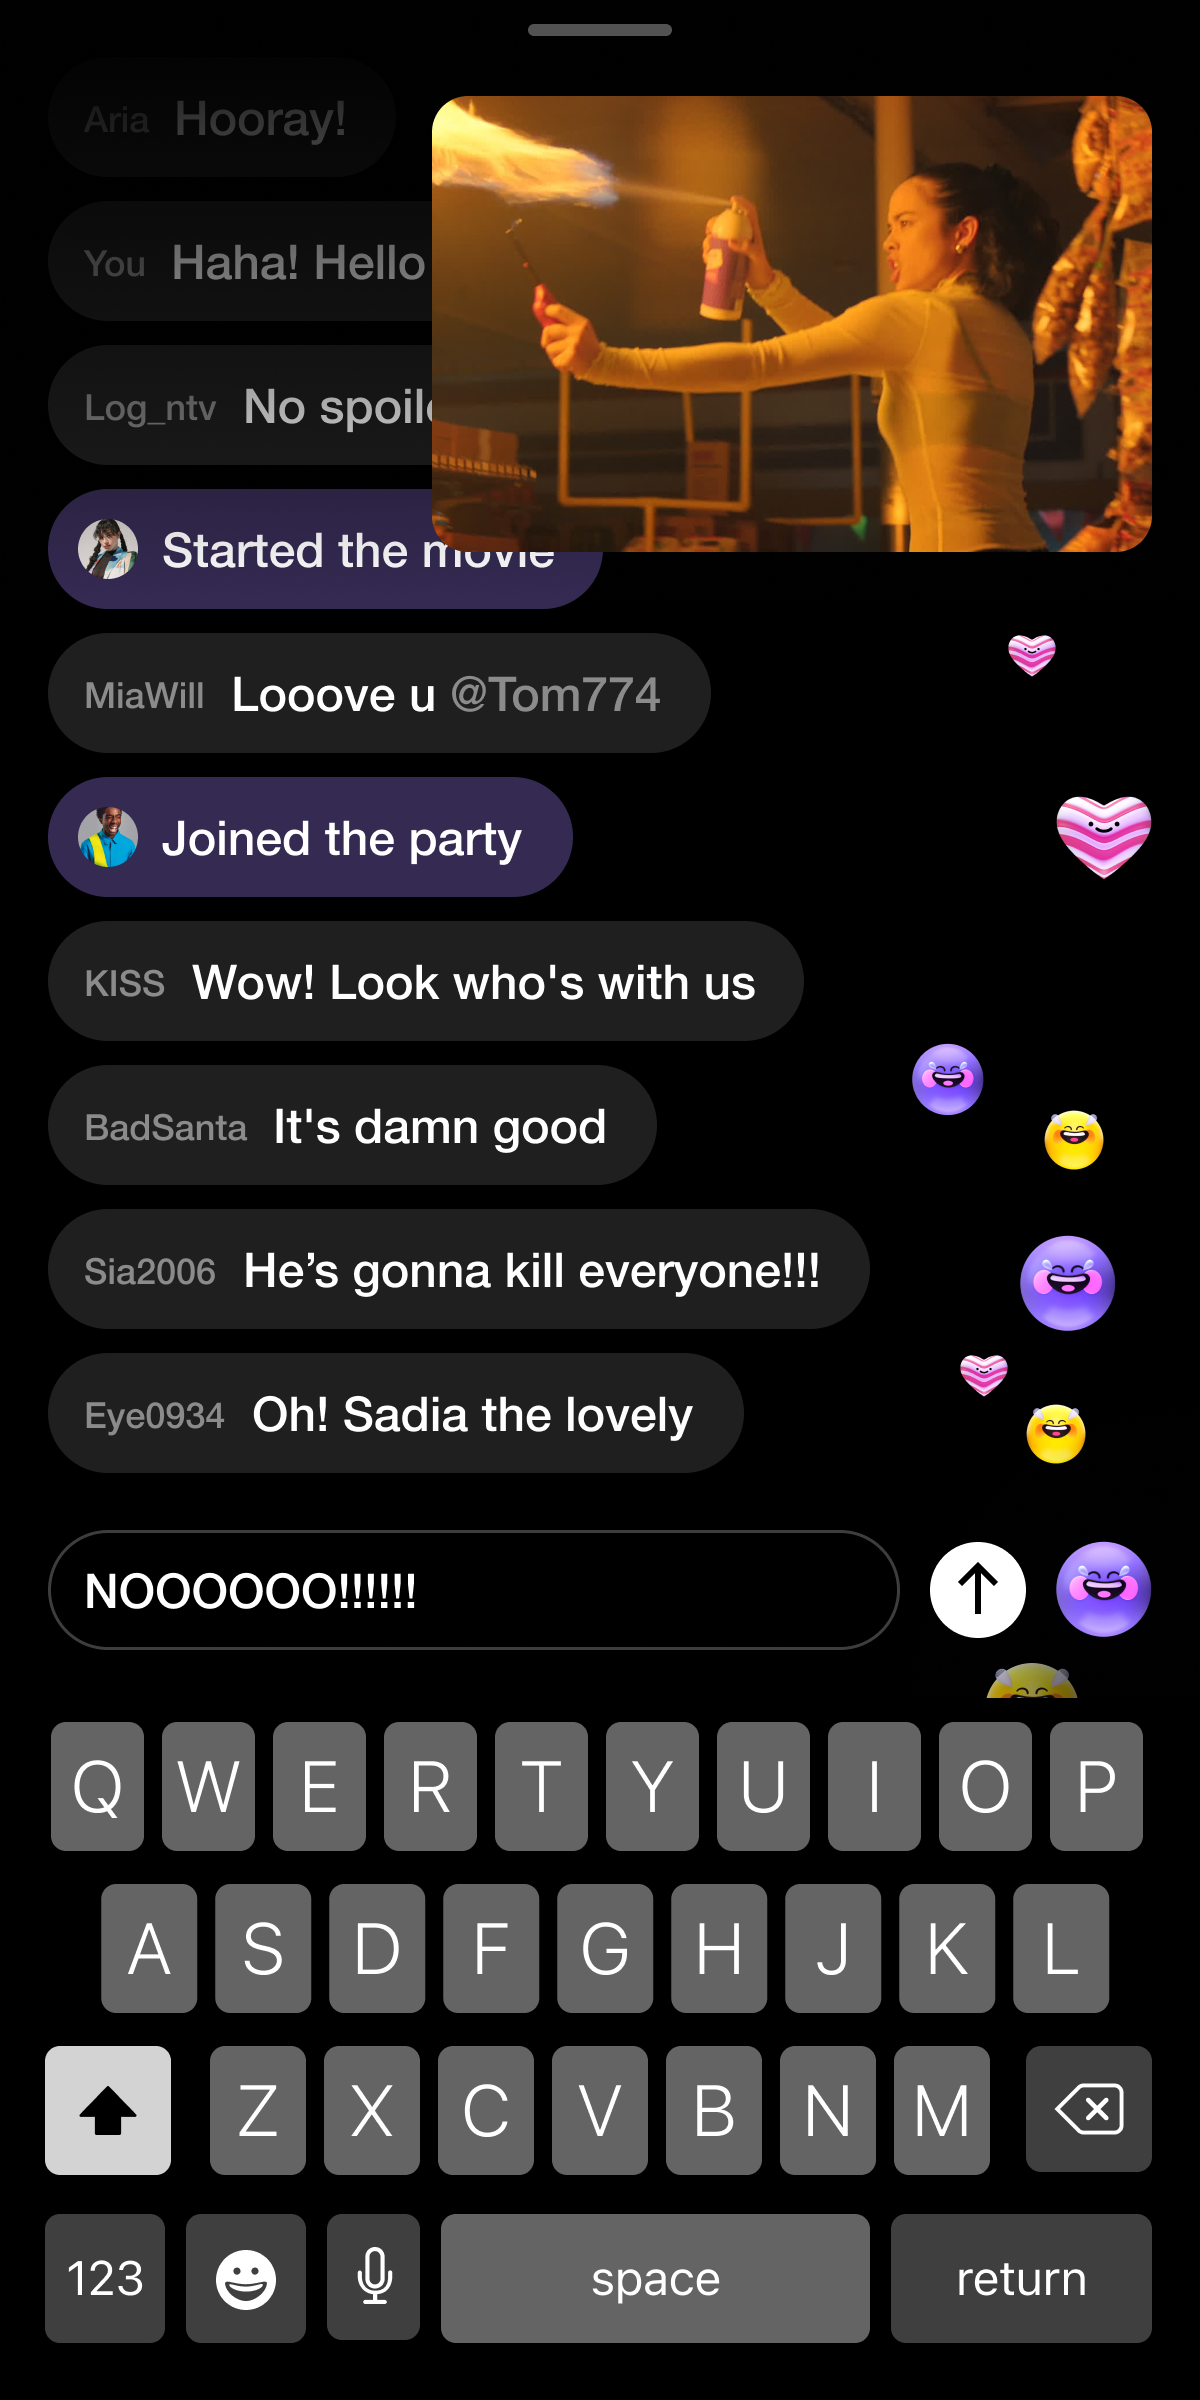 Aria Hooray!
You Haha! Hello
Log_ntv No
Started the movie
MiaWill Looove u @Tom774
Joined the party
KISS Wow! Look who's with us
BadSanta It's damn good
Sia2006 He’s gonna kill everyone!!!
Eye0934 Oh! Sadia the lovely
NOOOOOO!!!!!!
Q W E R T Y U I O P
A S D F G H J K L
Z X C V B N M
123 space return